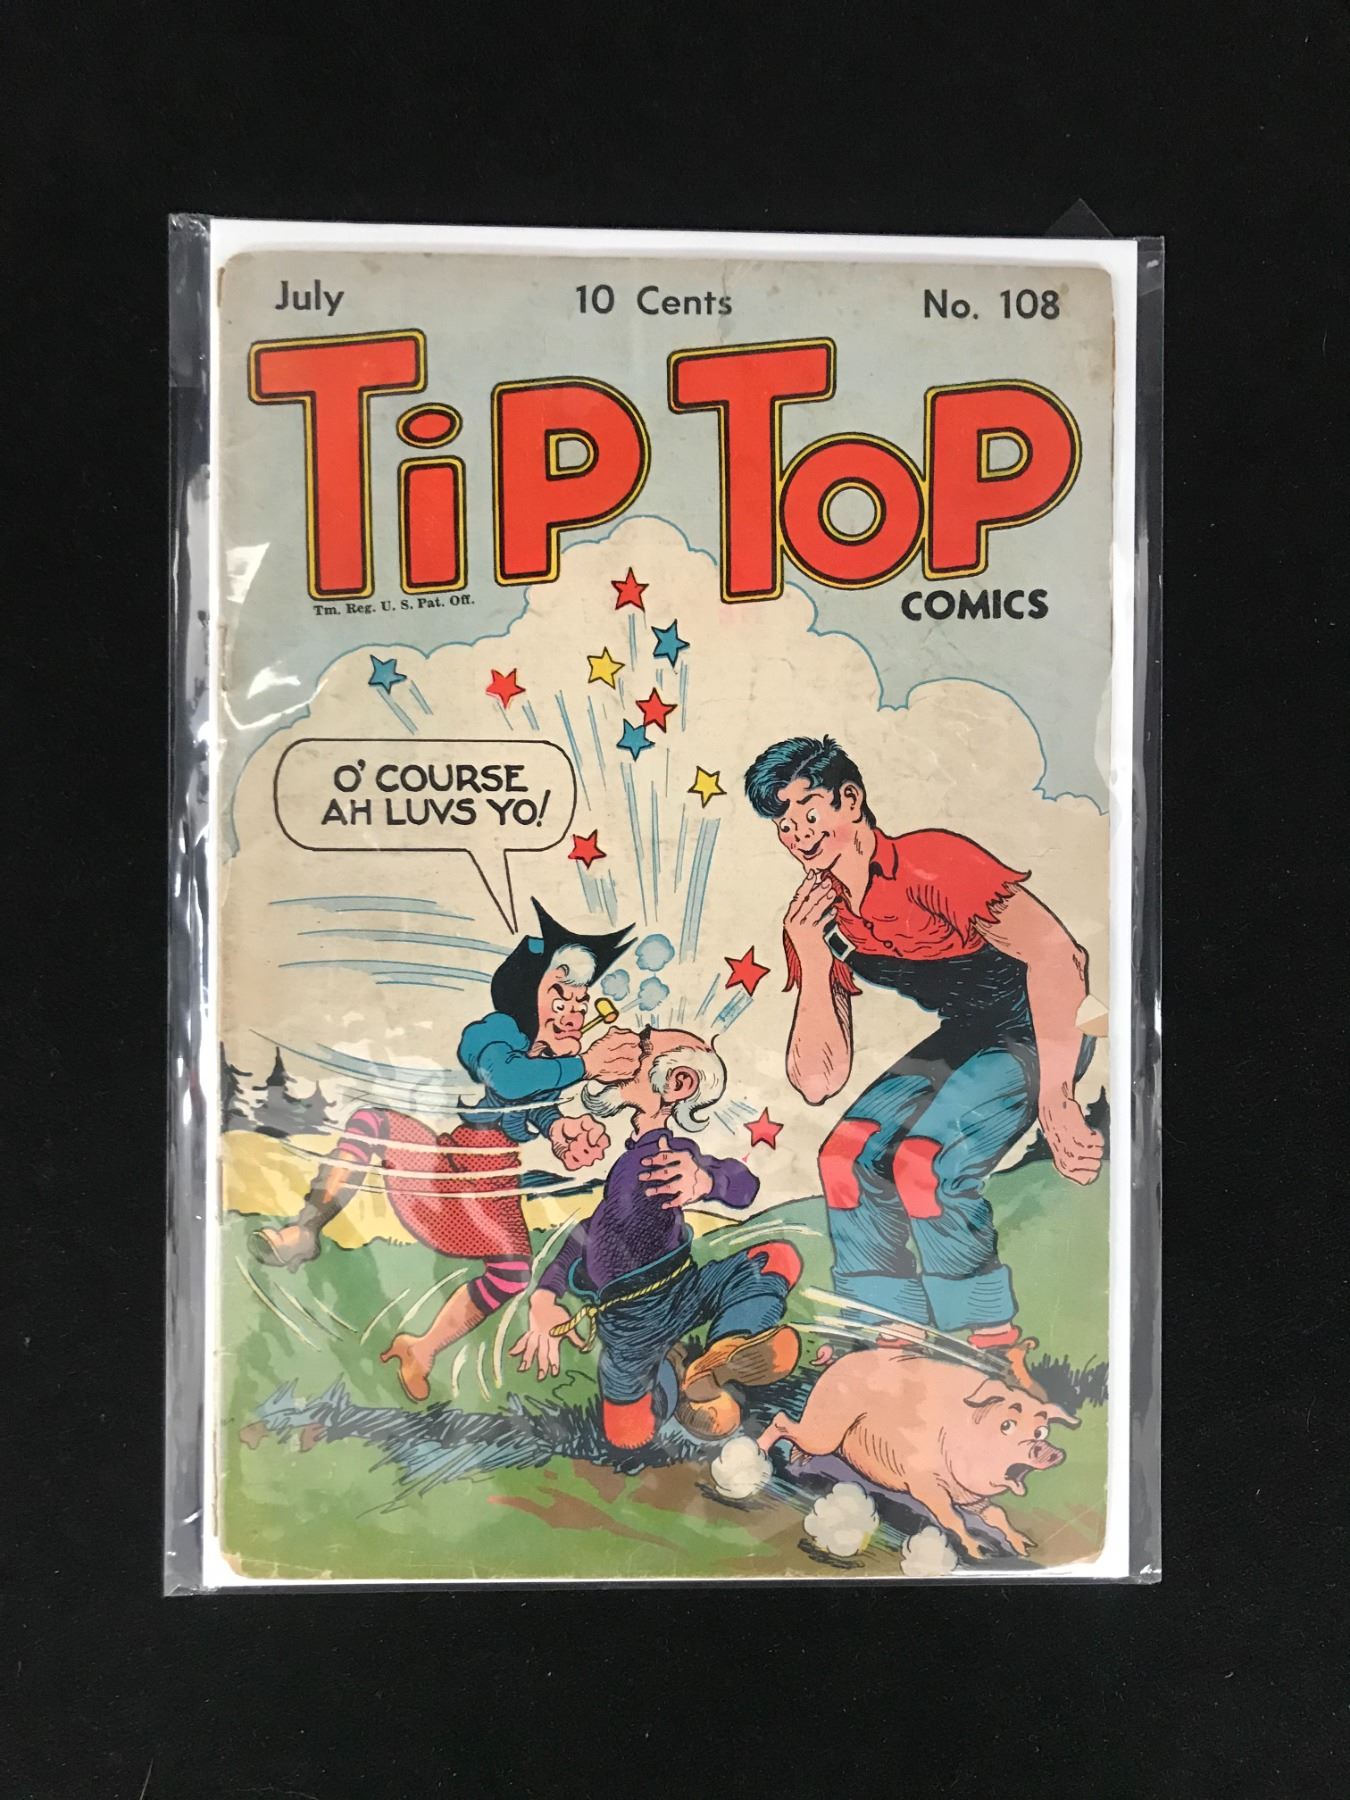 July 10 Cents No. 108
TiP ToP
COMICS
Tm. Reg. U. S. Pat. Off.
O' COURSE
AH LUVS YO!